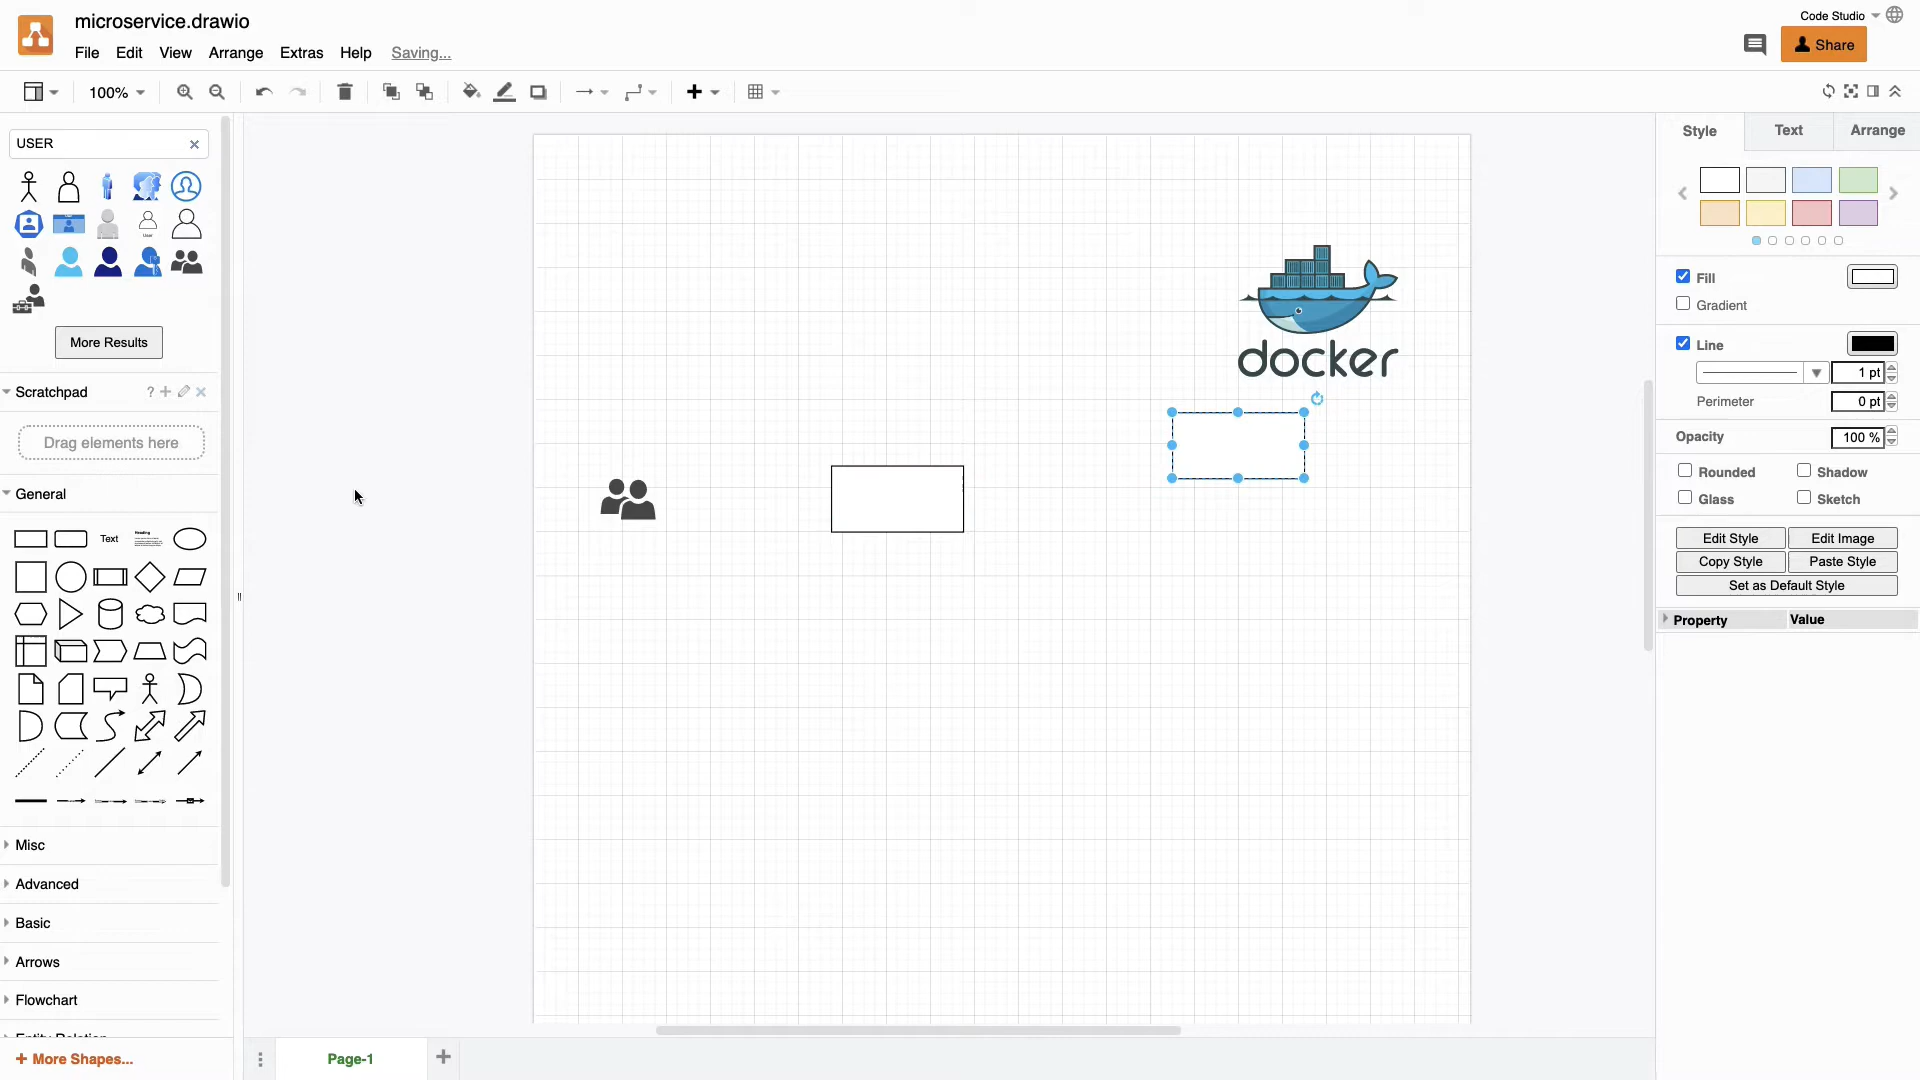 microservice.drawio
File Edit View Arrange Extras Help Saving...
Code Studio
Share
100%
USER
Style Text Arrange
User
More Results
Scratchpad ?
Drag elements here
General
Text
Heading
Misc
Advanced
Basic
Arrows
Flowchart
+ More Shapes...
docker
Fill
Gradient
Line
1 pt
Perimeter 0 pt
Opacity 100 %
Rounded Shadow
Glass Sketch
Edit Style Edit Image
Copy Style Paste Style
Set as Default Style
Property Value
Page-1